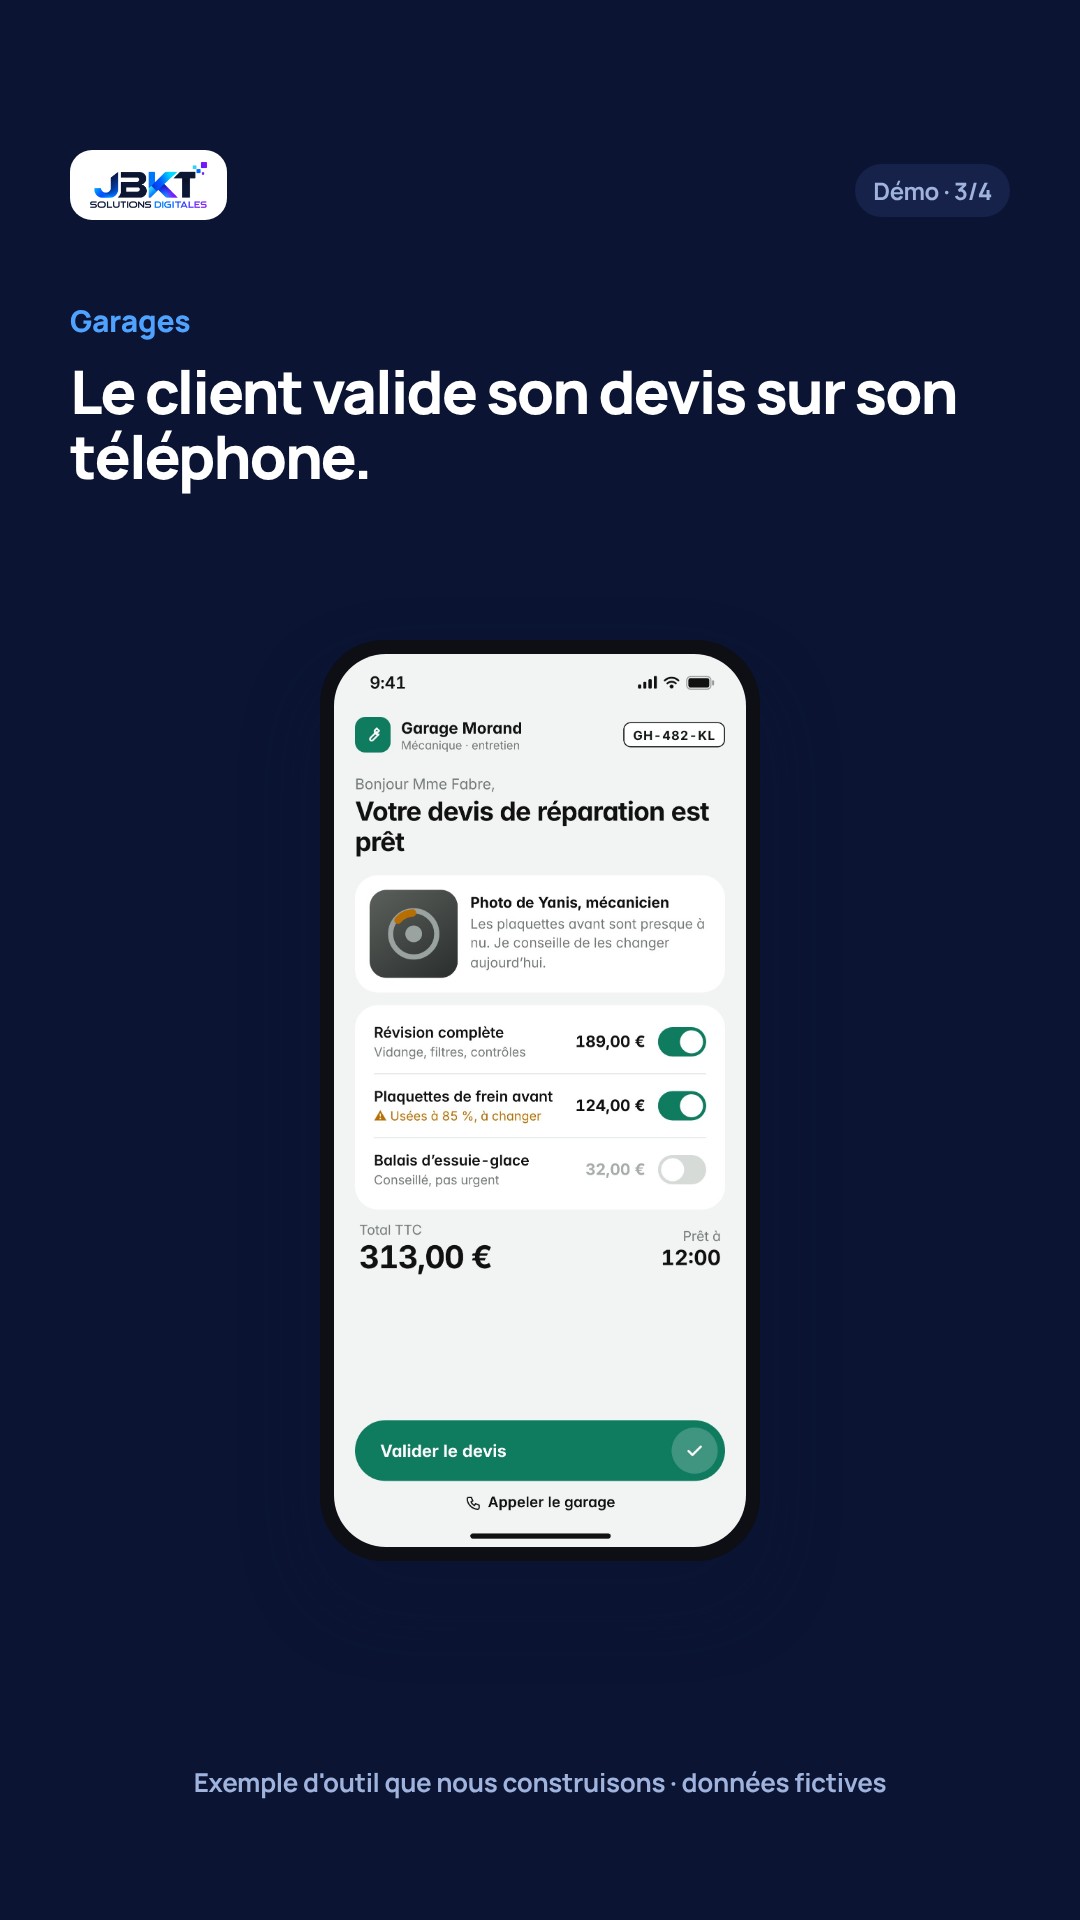 JBKT
SOLUTIONS DIGITALES
Démo · 3/4
Garages
Le client valide son devis sur son
téléphone.
9:41
Garage Morand
Mécanique · entretien
GH-482-KL
Bonjour Mme Fabre,
Votre devis de réparation est
prêt
Photo de Yanis, mécanicien
Les plaquettes avant sont presque à
nu. Je conseille de les changer
aujourd'hui.
Révision complète
189,00 €
Vidange, filtres, contrôles
Plaquettes de frein avant
124,00 €
Usées à 85 %, à changer
Balais d'essuie-glace
32,00 €
Conseillé, pas urgent
Total TTC
313,00 €
Prêt à
12:00
Valider le devis
Appeler le garage
Exemple d'outil que nous construisons · données fictives